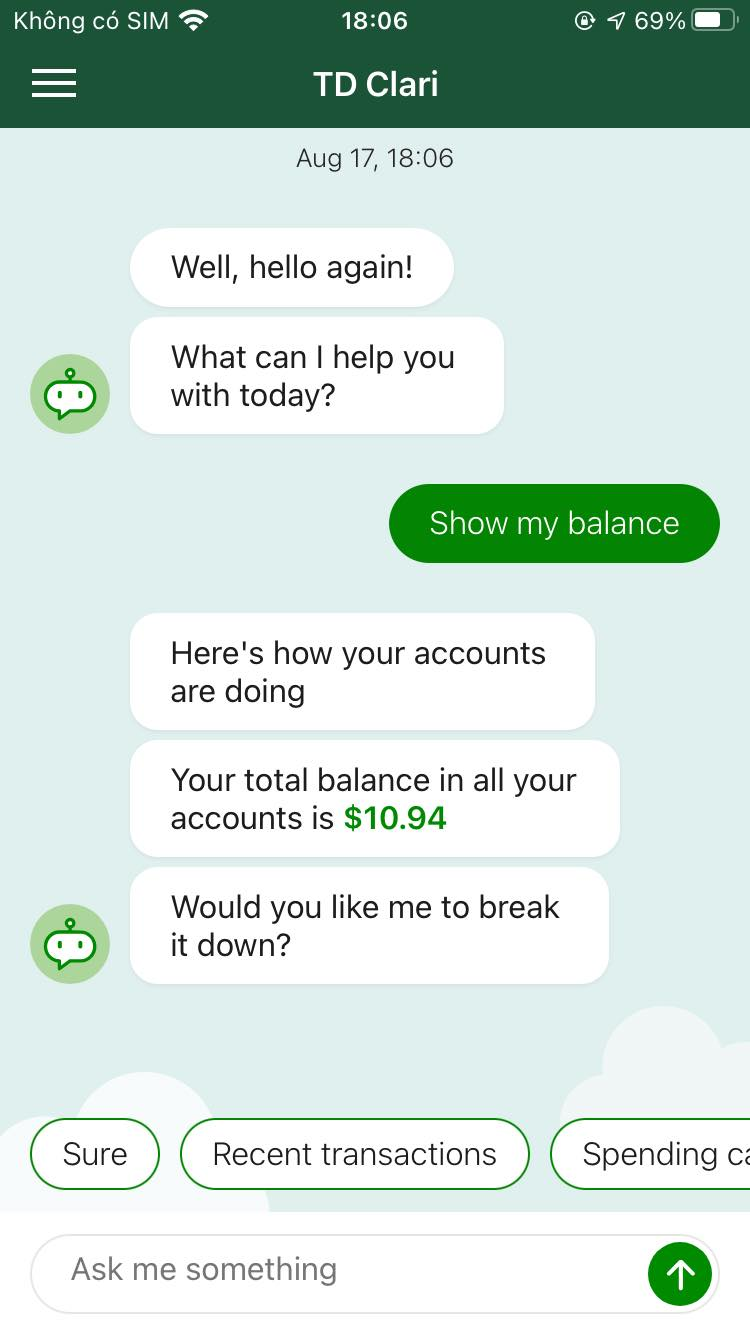 Không có SIM 18:06 69%
TD Clari
Aug 17, 18:06
Well, hello again!
What can I help you
with today?
Show my balance
Here's how your accounts
are doing
Your total balance in all your
accounts is $10.94
Would you like me to break
it down?
Sure Recent transactions Spending ca
Ask me something